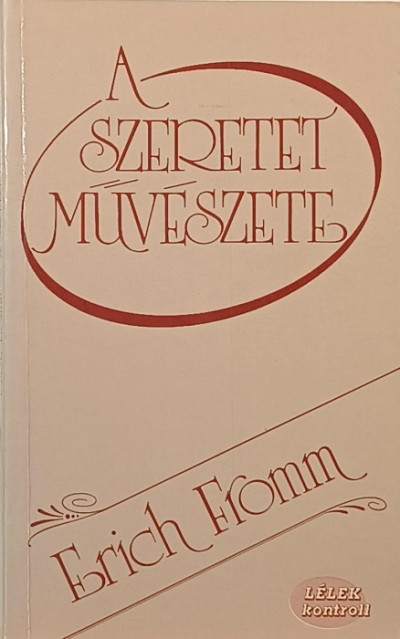 A
SZERETET
MŰVÉSZETE
Erich Fromm
LÉLEK
kontroll